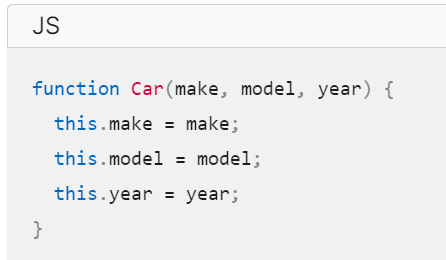 JS
function Car(make, model, year) {
  this.make = make;
  this.model = model;
  this.year = year;
}